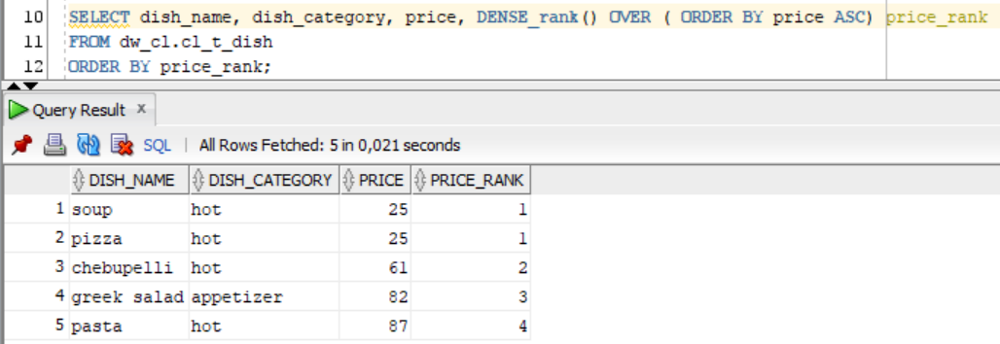 10 SELECT dish_name, dish_category, price, DENSE_rank() OVER ( ORDER BY price ASC) price_rank
11 FROM dw_cl.cl_t_dish
12 ORDER BY price_rank;
Query Result x
SQL | All Rows Fetched: 5 in 0,021 seconds
DISH_NAME DISH_CATEGORY PRICE PRICE_RANK
1 soup hot 25 1
2 pizza hot 25 1
3 chebupelli hot 61 2
4 greek salad appetizer 82 3
5 pasta hot 87 4